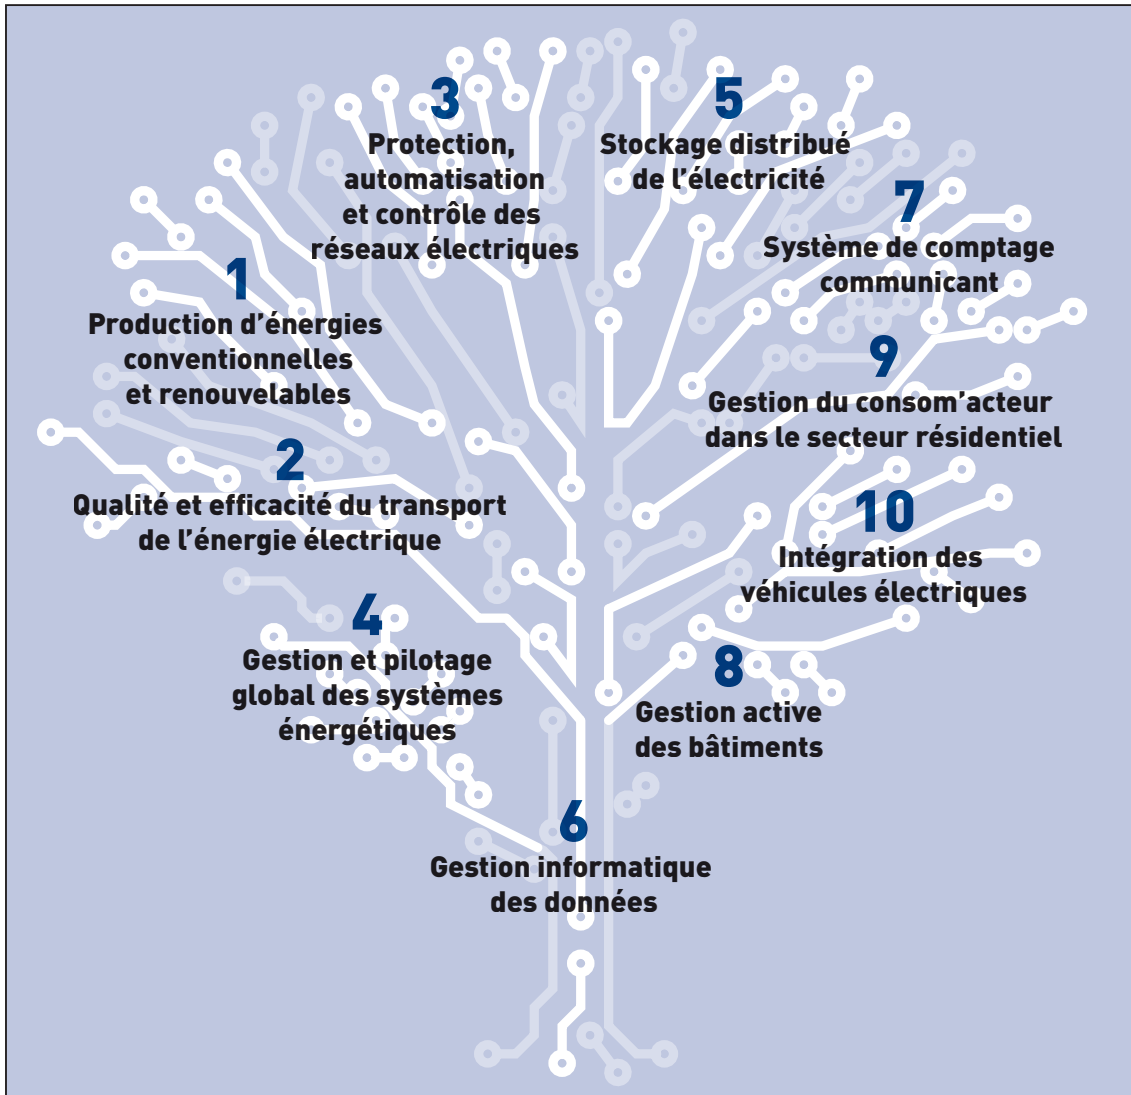 1
Production d’énergies
conventionnelles
et renouvelables
2
Qualité et efficacité du transport
de l’énergie électrique
3
Protection,
automatisation
et contrôle des
réseaux électriques
4
Gestion et pilotage
global des systèmes
énergétiques
5
Stockage distribué
de l’électricité
6
Gestion informatique
des données
7
Système de comptage
communicant
8
Gestion active
des bâtiments
9
Gestion du consom’acteur
dans le secteur résidentiel
10
Intégration des
véhicules électriques